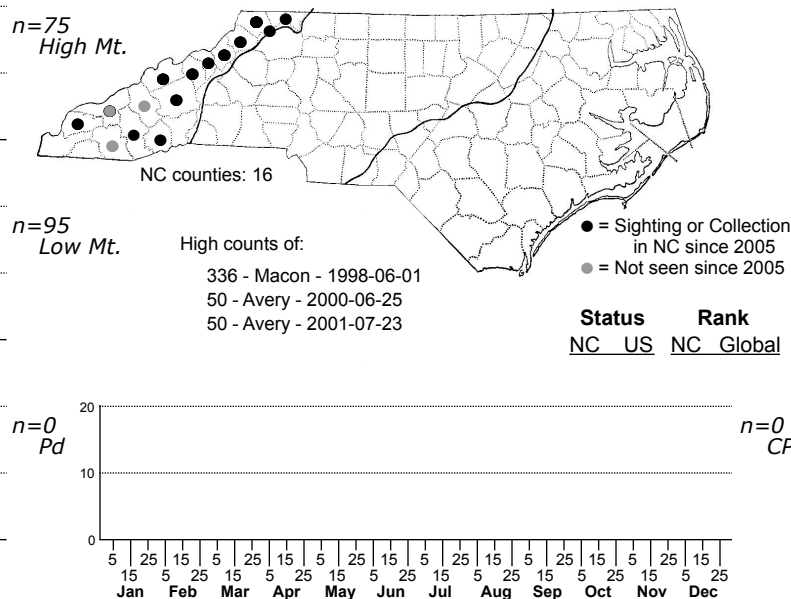 n=75
High Mt.
NC counties: 16
n=95
Low Mt.
High counts of:
336 - Macon - 1998-06-01
50 - Avery - 2000-06-25
50 - Avery - 2001-07-23
= Sighting or Collection
in NC since 2005
= Not seen since 2005
Status Rank
NC US NC Global
n=0
Pd
20
10
0
n=0
CP
5 25 15 5 25 15 5 25 15 5 25 15 5 25 15 5 25 15
15 5 25 15 5 25 15 5 25 15 5 25 15 5 25 15 5 25
Jan Feb Mar Apr May Jun Jul Aug Sep Oct Nov Dec